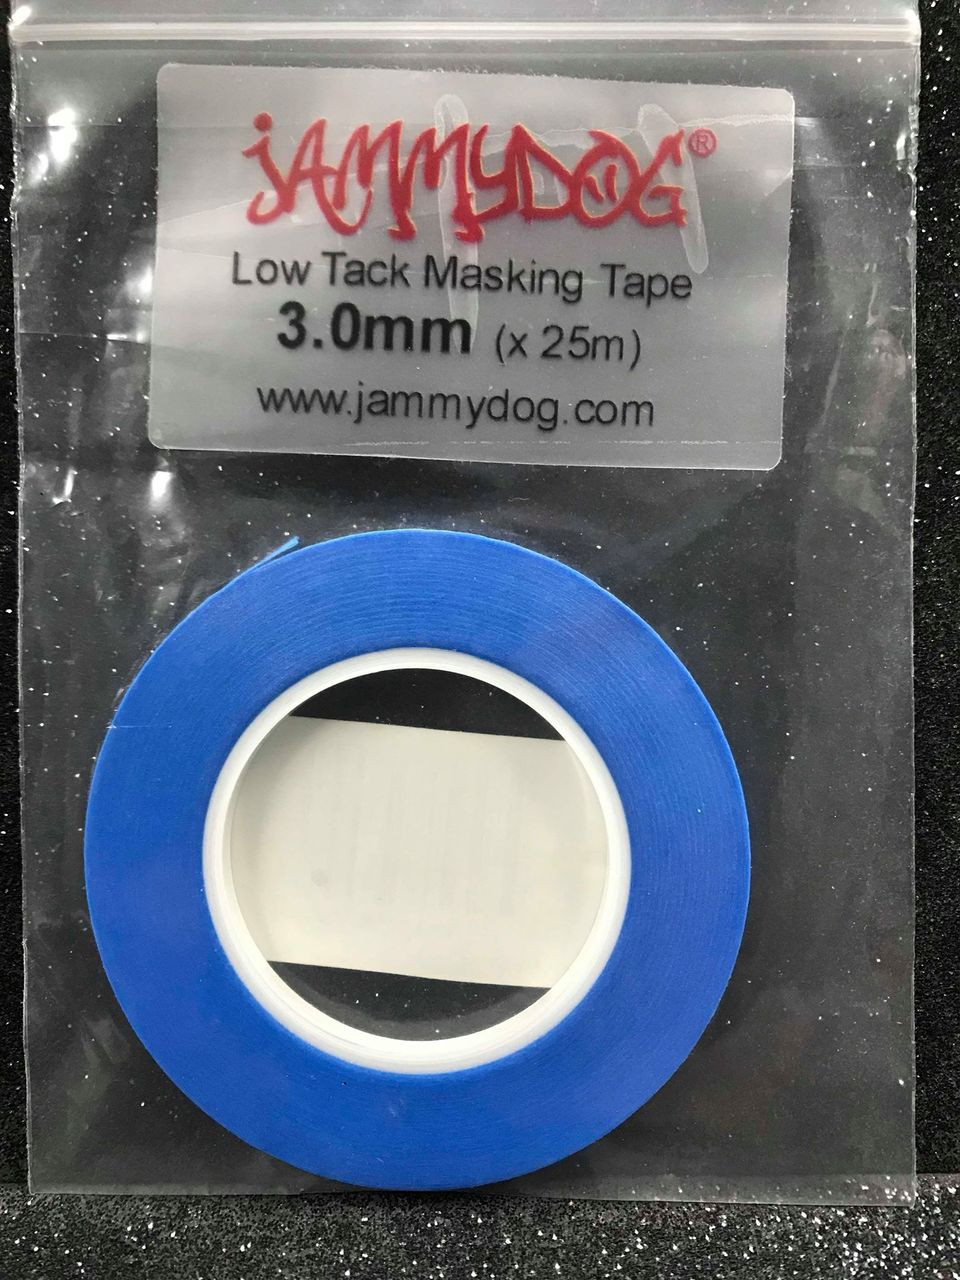 jAMMYDOG®
Low Tack Masking Tape
3.0mm (x 25m)
www.jammydog.com